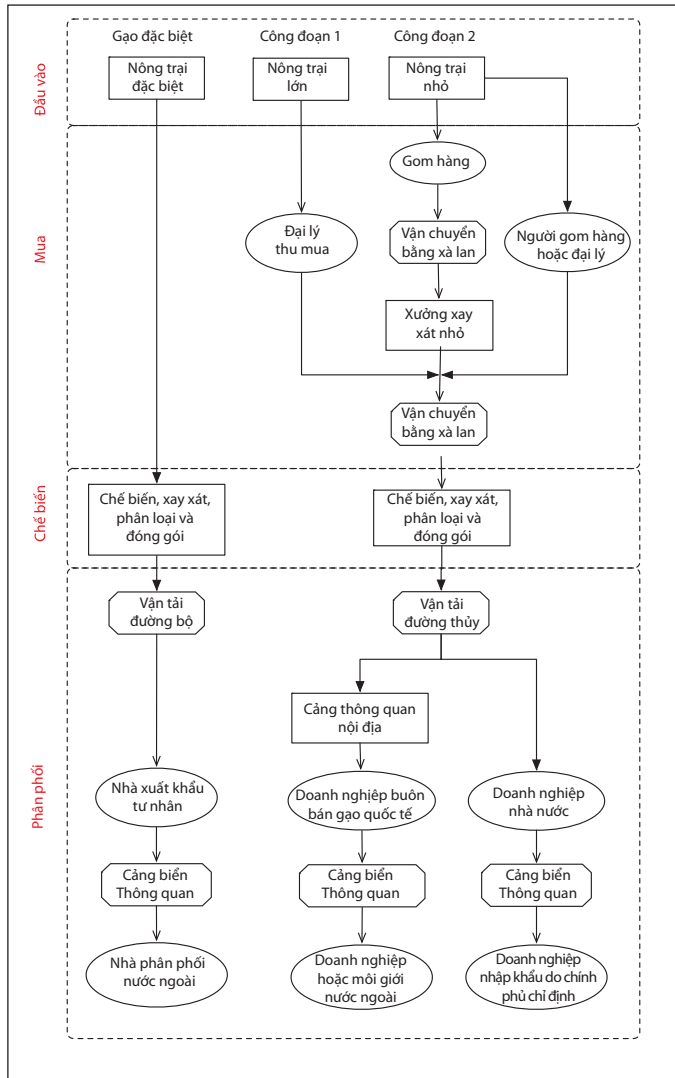 Gạo đặc biệt
Công đoạn 1
Công đoạn 2
Đầu vào
Nông trại
đặc biệt
Nông trại
lớn
Nông trại
nhỏ
Mua
Gom hàng
Đại lý
thu mua
Vận chuyển
bằng xà lan
Người gom hàng
hoặc đại lý
Xưởng xay
xát nhỏ
Vận chuyển
bằng xà lan
Chế biến
Chế biến, xay xát,
phân loại và
đóng gói
Chế biến, xay xát,
phân loại và
đóng gói
Phân phối
Vận tải
đường bộ
Vận tải
đường thủy
Cảng thông quan
nội địa
Nhà xuất khẩu
tư nhân
Doanh nghiệp buôn
bán gạo quốc tế
Doanh nghiệp
nhà nước
Cảng biển
Thông quan
Cảng biển
Thông quan
Cảng biển
Thông quan
Nhà phân phối
nước ngoài
Doanh nghiệp
hoặc môi giới
nước ngoài
Doanh nghiệp
nhập khẩu do chính
phủ chỉ định